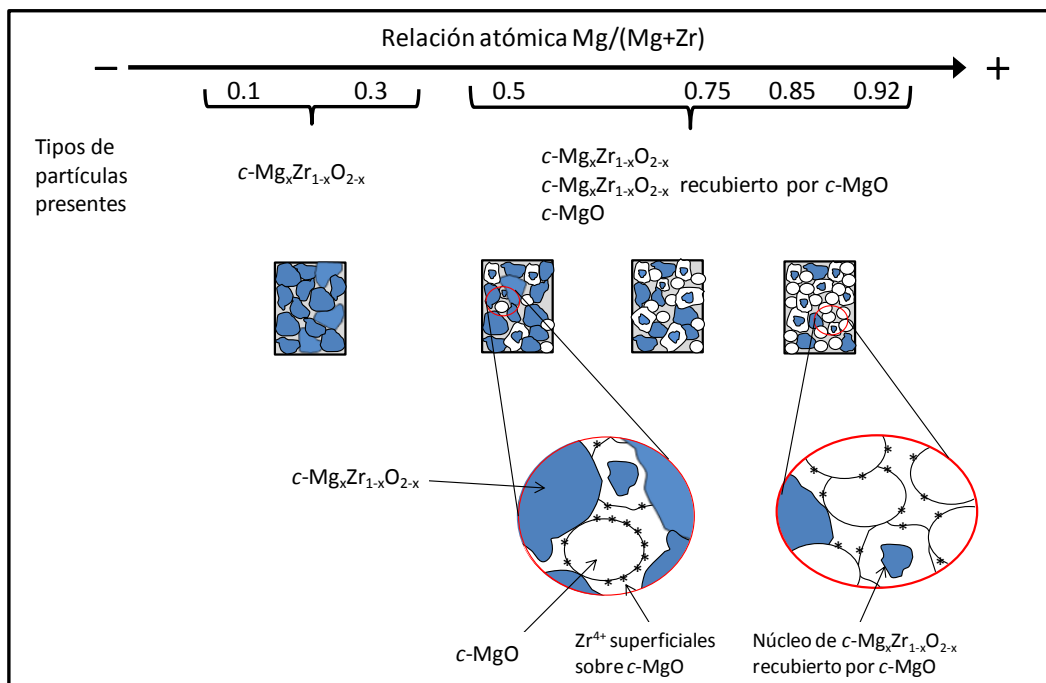 Relación atómica Mg/(Mg+Zr)
− +
0.1 0.3 0.5 0.75 0.85 0.92
Tipos de
partículas
presentes
c-MgₓZr₁₋ₓO₂₋ₓ
c-MgₓZr₁₋ₓO₂₋ₓ
c-MgₓZr₁₋ₓO₂₋ₓ recubierto por c-MgO
c-MgO
c-MgₓZr₁₋ₓO₂₋ₓ
c-MgO
Zr⁴⁺ superficiales
sobre c-MgO
Núcleo de c-MgₓZr₁₋ₓO₂₋ₓ
recubierto por c-MgO